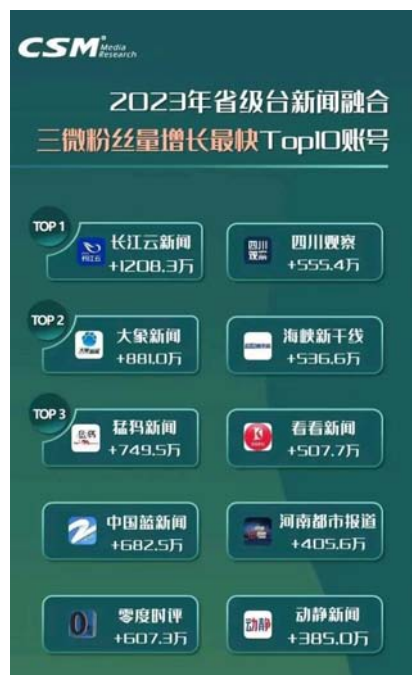 CSM Media Research
2023年省级台新闻融合
三微粉丝量增长最快Top10账号
TOP 1
长江云新闻
+1208.3万
TOP 2
大象新闻
+881.0万
TOP 3
猛犸新闻
+749.5万
中国蓝新闻
+682.5万
零度时评
+607.3万
四川观察
+555.4万
海峡新干线
+536.6万
看看新闻
+507.7万
河南都市报道
+405.6万
动静
动静新闻
+385.0万